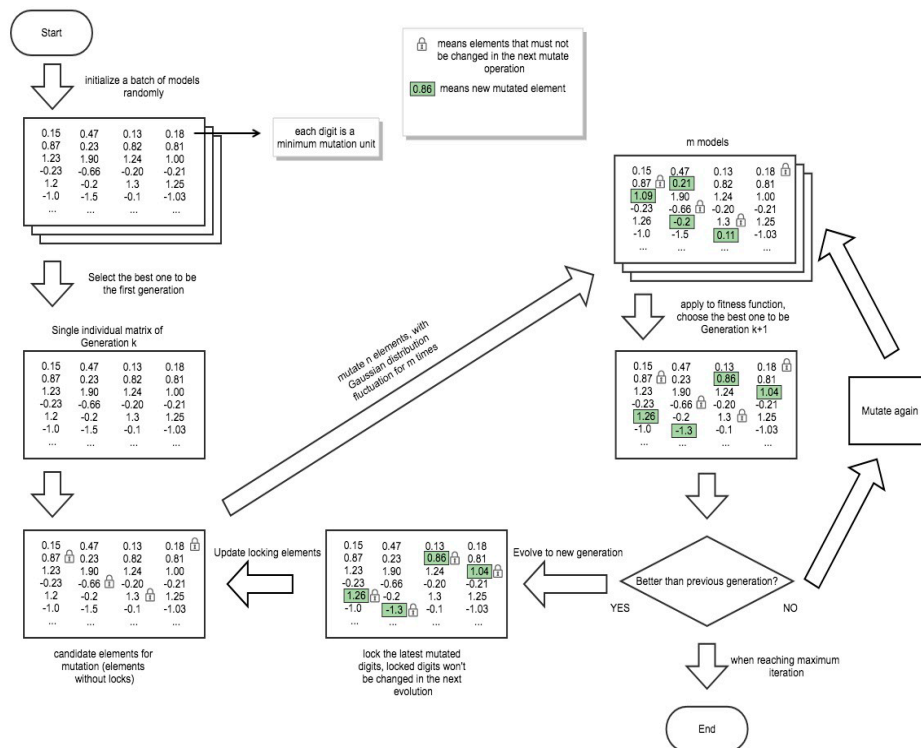 Start
initialize a batch of models
randomly
0.15 0.47 0.13 0.18
0.87 0.23 0.82 0.81
1.23 1.90 1.24 1.00
-0.23 -0.66 -0.20 -0.21
1.2 -0.2 1.3 1.25
-1.0 -1.5 -0.1 -1.03
... ... ... ...
each digit is a
minimum mutation unit
means elements that must not
be changed in the next mutate
operation
0.86 means new mutated element
Select the best one to be
the first generation
Single individual matrix of
Generation k
0.15 0.47 0.13 0.18
0.87 0.23 0.82 0.81
1.23 1.90 1.24 1.00
-0.23 -0.66 -0.20 -0.21
1.2 -0.2 1.3 1.25
-1.0 -1.5 -0.1 -1.03
... ... ... ...
0.15 0.47 0.13 0.18
0.87 0.23 0.82 0.81
1.23 1.90 1.24 1.00
-0.23 -0.66 -0.20 -0.21
1.2 -0.2 1.3 1.25
-1.0 -1.5 -0.1 -1.03
... ... ... ...
candidate elements for
mutation (elements
without locks)
mutate n elements, with
Gaussian distribution
fluctuation for m times
m models
0.15 0.47 0.13 0.18
0.87 0.21 0.82 0.81
1.09 1.90 1.24 1.00
-0.23 -0.66 -0.20 -0.21
1.26 -0.2 1.3 1.25
-1.0 -1.5 0.11 -1.03
... ... ... ...
apply to fitness function,
choose the best one to be
Generation k+1
0.15 0.47 0.13 0.18
0.87 0.23 0.86 0.81
1.23 1.90 1.24 1.04
-0.23 -0.66 -0.20 -0.21
1.26 -0.2 1.3 1.25
-1.0 -1.3 -0.1 -1.03
... ... ... ...
Mutate again
Better than previous generation?
YES
NO
Evolve to new generation
0.15 0.47 0.13 0.18
0.87 0.23 0.86 0.81
1.23 1.90 1.24 1.04
-0.23 -0.66 -0.20 -0.21
1.26 -0.2 1.3 1.25
-1.0 -1.3 -0.1 -1.03
... ... ... ...
Update locking elements
lock the latest mutated
digits, locked digits won't
be changed in the next
evolution
when reaching maximum
iteration
End